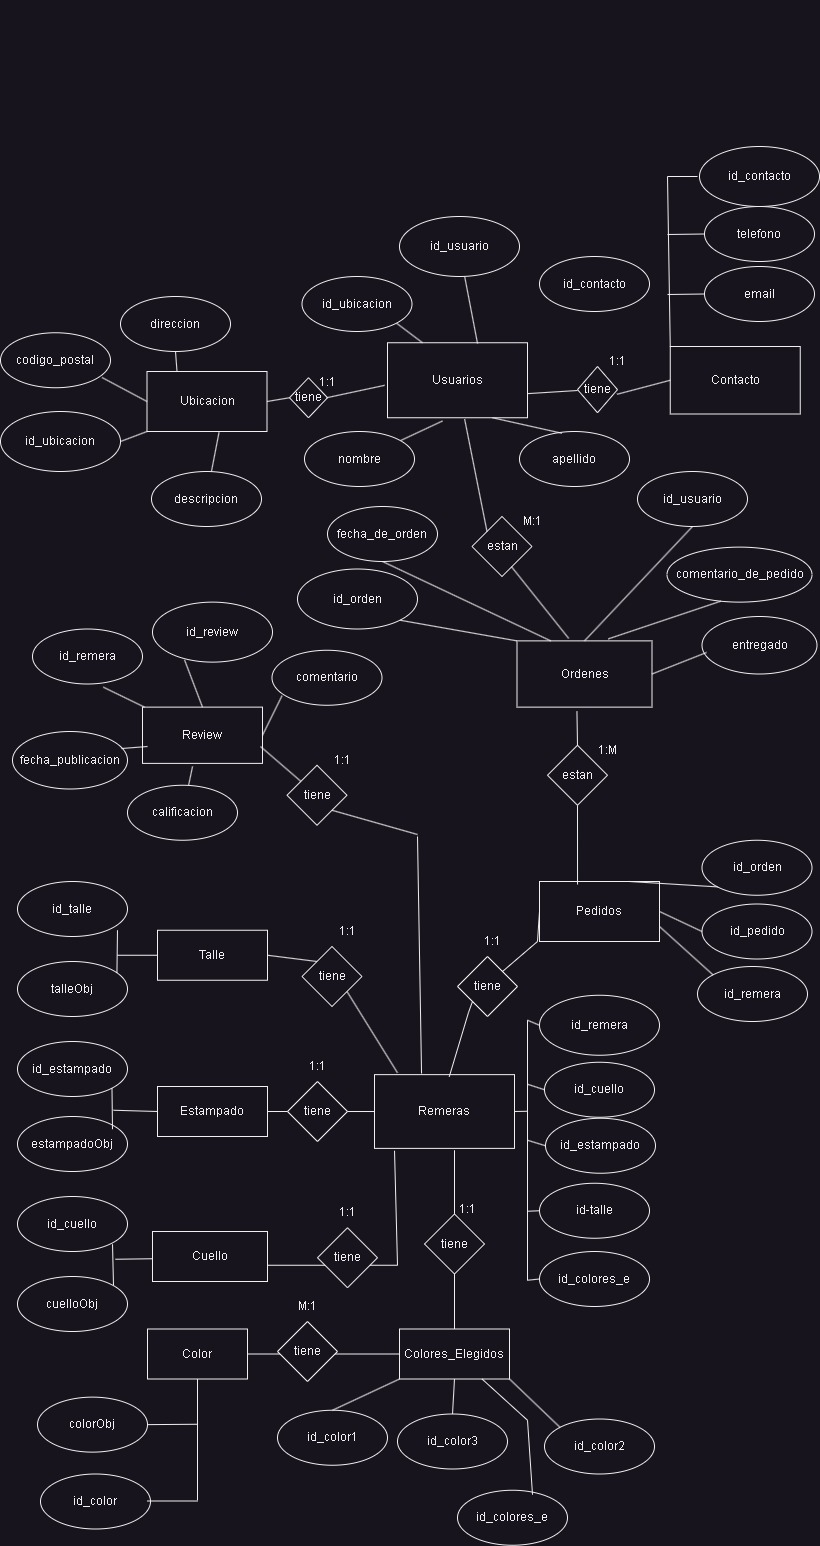 id_contacto
telefono
id_usuario
id_contacto
email
id_ubicacion
direccion
codigo_postal
1:1
Usuarios
1:1
tiene
Contacto
Ubicacion
tiene
id_ubicacion
nombre
apellido
descripcion
id_usuario
M:1
fecha_de_orden
estan
comentario_de_pedido
id_orden
id_review
entregado
id_remera
comentario
Ordenes
Review
1:M
fecha_publicacion
1:1
estan
tiene
calificacion
id_orden
id_talle
Pedidos
1:1
id_pedido
1:1
Talle
tiene
tiene
talleObj
id_remera
id_remera
id_estampado
1:1
id_cuello
Estampado
tiene
Remeras
estampadoObj
id_estampado
id_cuello
1:1
1:1
id-talle
Cuello
tiene
tiene
id_colores_e
cuelloObj
M:1
Color
tiene
Colores_Elegidos
colorObj
id_color1
id_color3
id_color2
id_color
id_colores_e